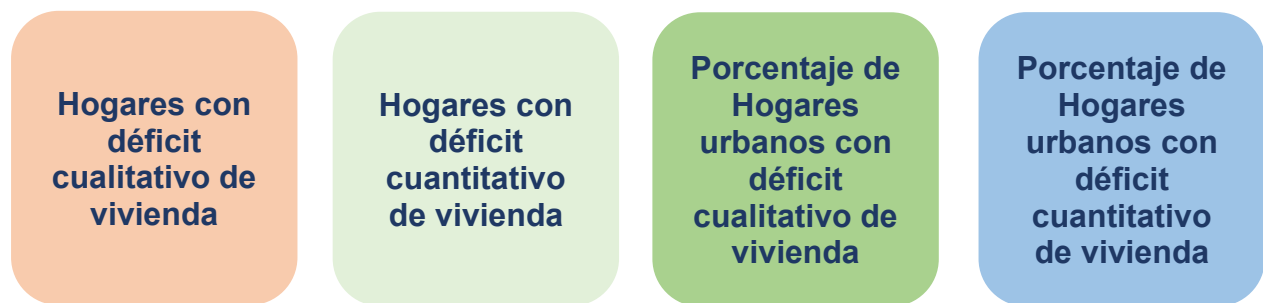 Hogares con
déficit
cualitativo de
vivienda
Hogares con
déficit
cuantitativo
de vivienda
Porcentaje de
Hogares
urbanos con
déficit
cualitativo de
vivienda
Porcentaje de
Hogares
urbanos con
déficit
cuantitativo
de vivienda